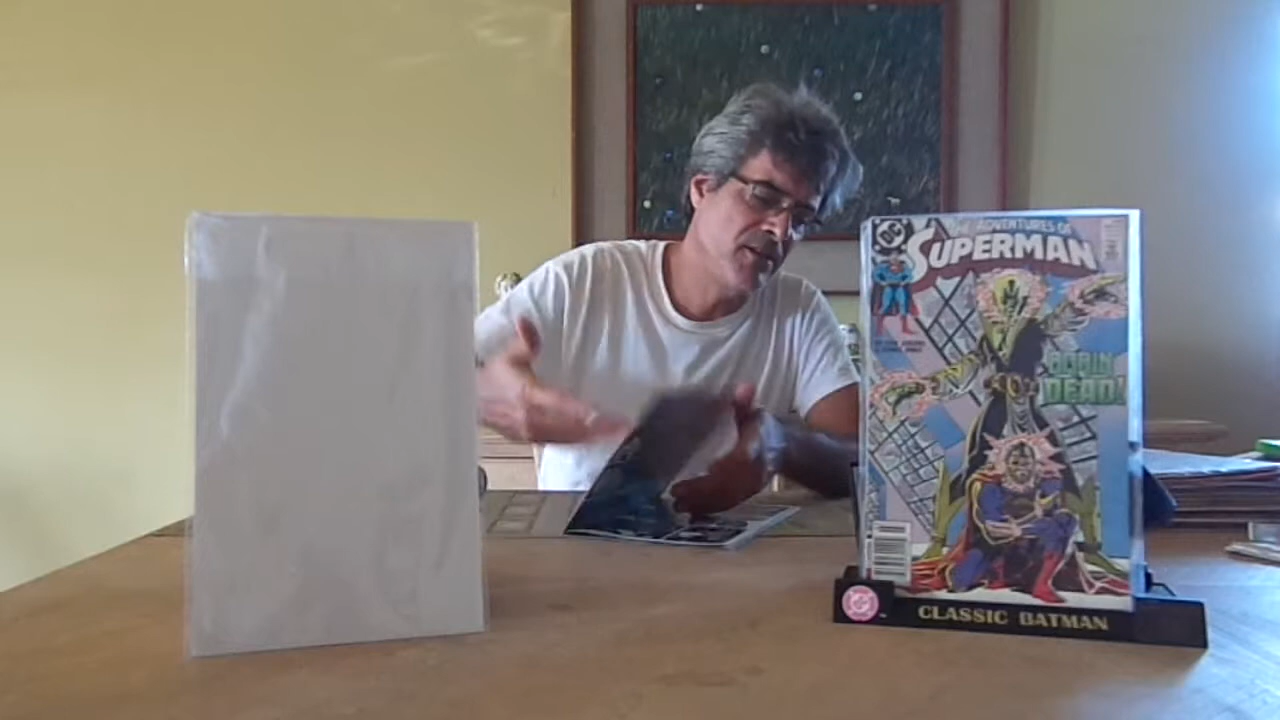 DC
THE ADVENTURES OF
SUPERMAN
ROBIN
DEAD!
CLASSIC BATMAN